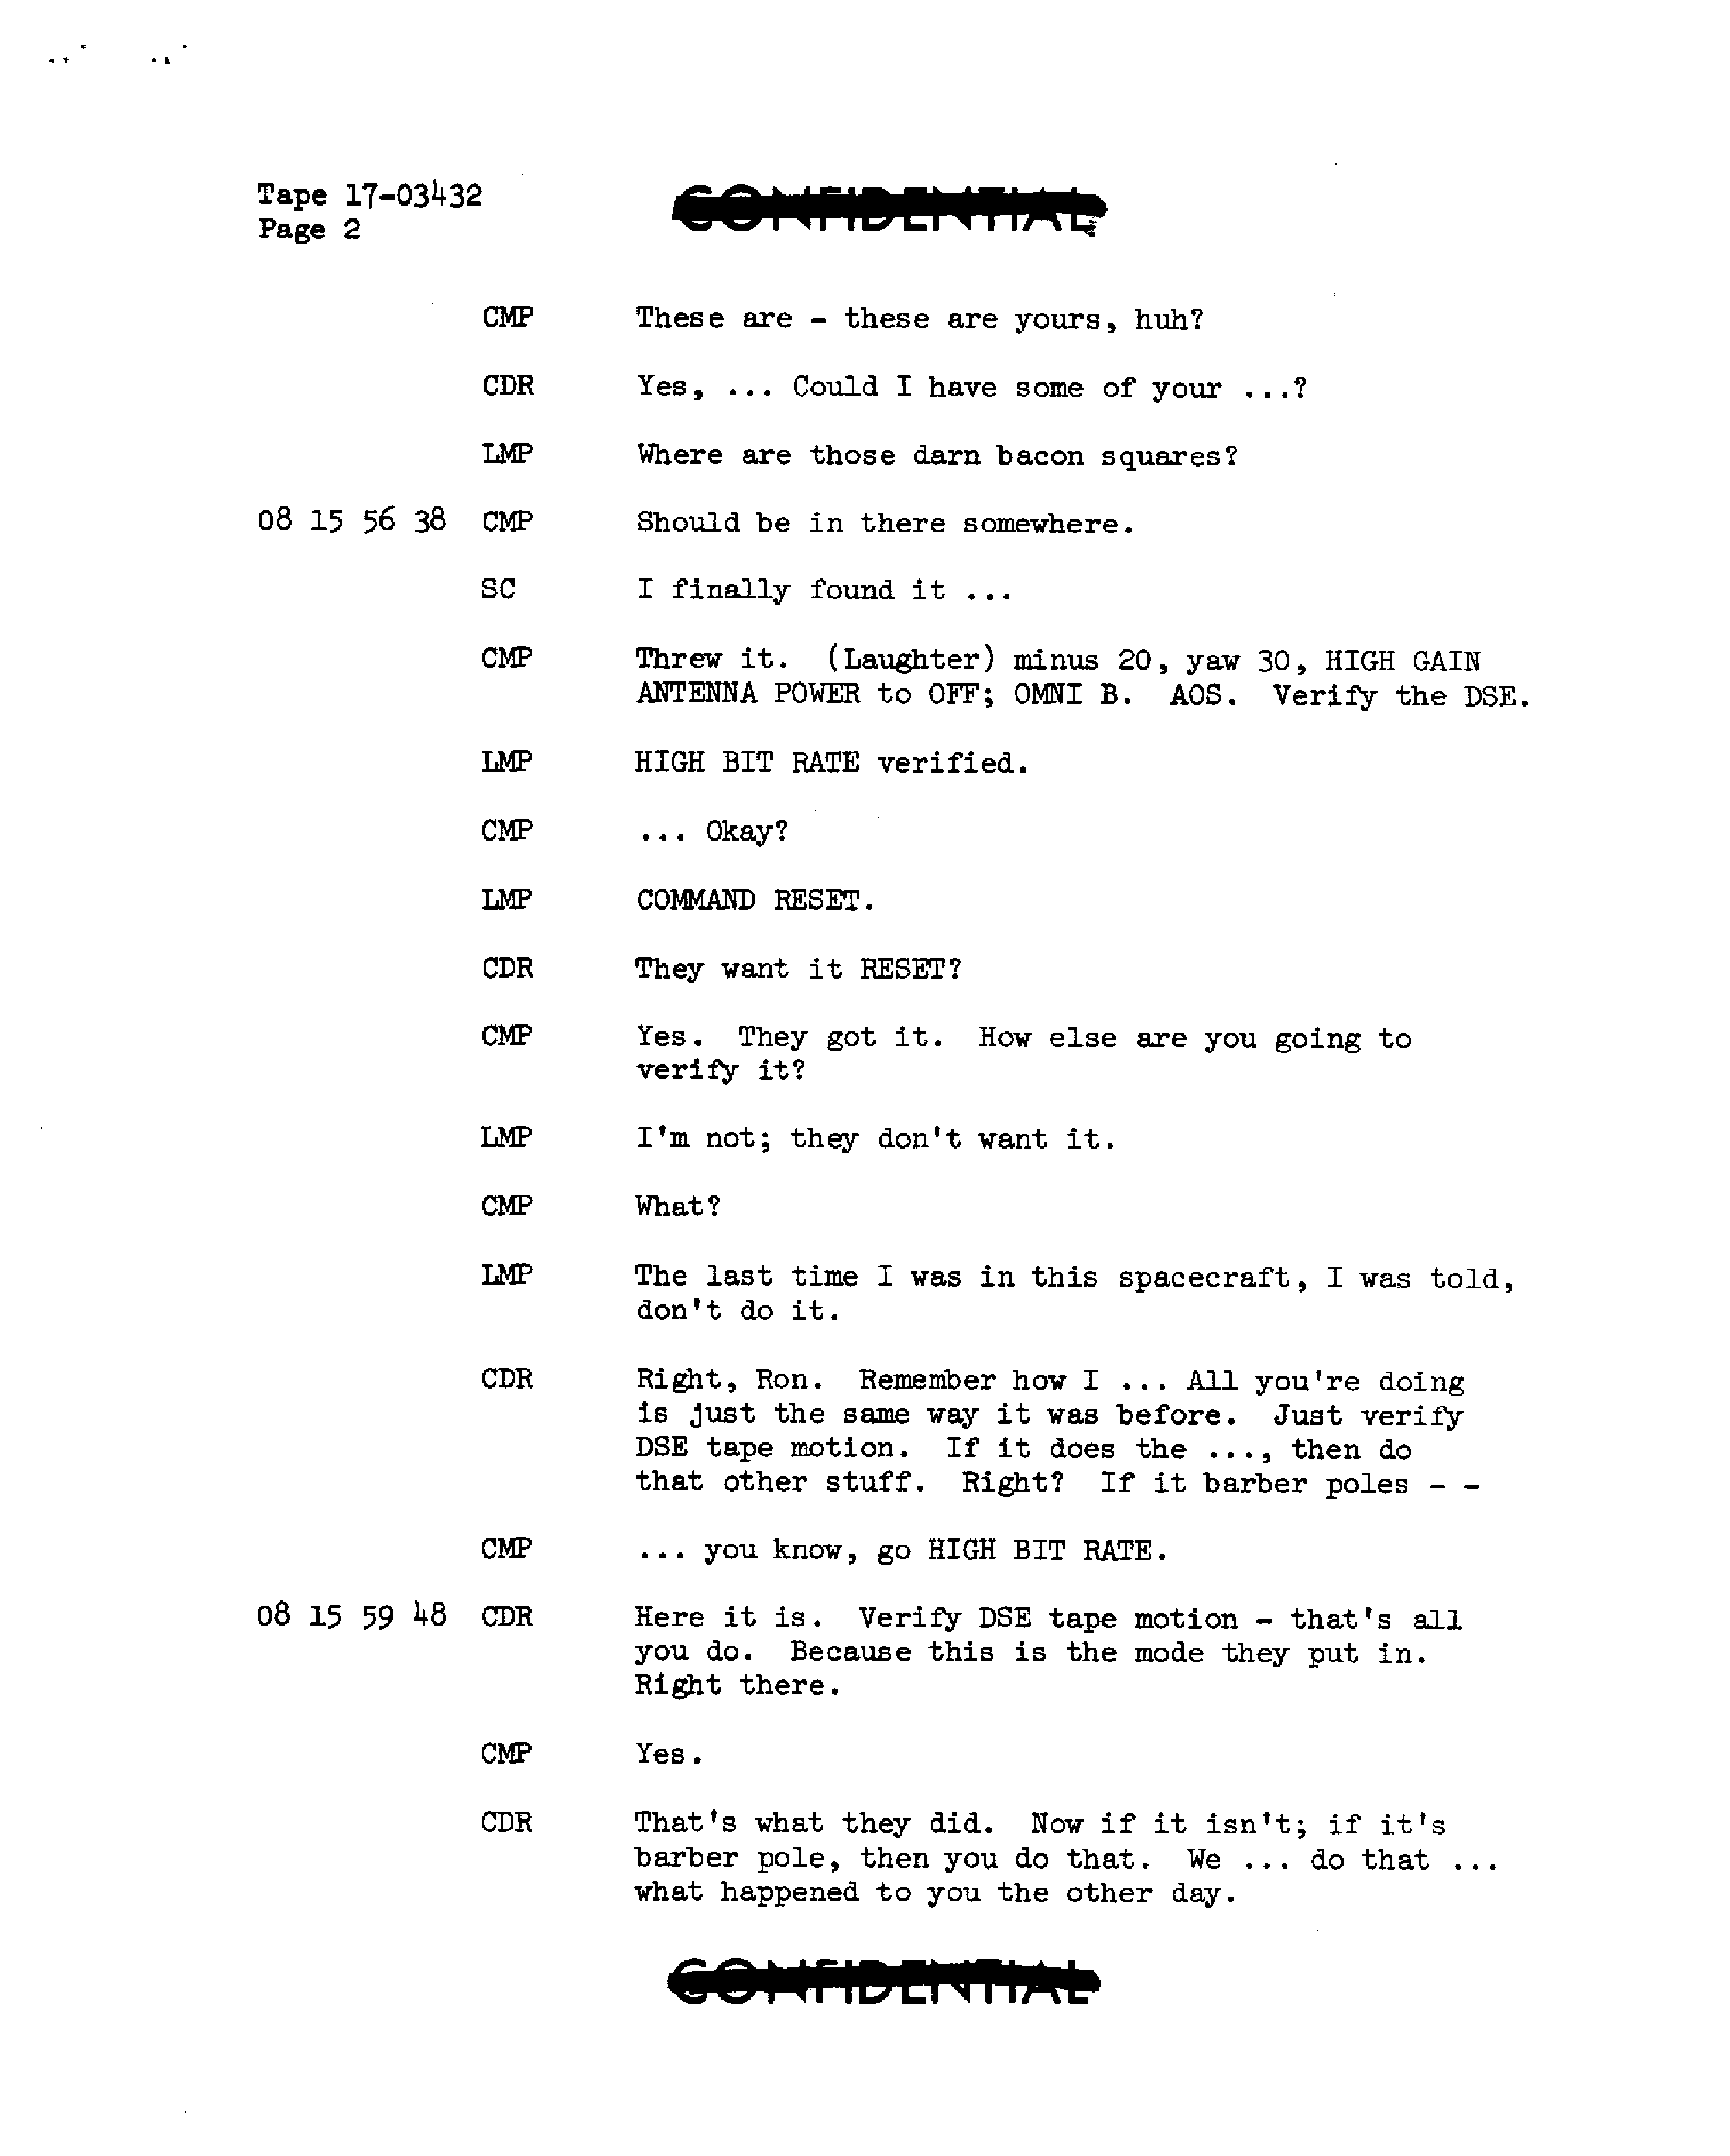 Tape 17-03432
Page 2
CONFIDENTIAL
CMP These are - these are yours, huh?
CDR Yes, ... Could I have some of your ...?
LMP Where are those darn bacon squares?
08 15 56 38 CMP Should be in there somewhere.
SC I finally found it ...
CMP Threw it. (Laughter) minus 20, yaw 30, HIGH GAIN
ANTENNA POWER to OFF; OMNI B. AOS. Verify the DSE.
LMP HIGH BIT RATE verified.
CMP ... Okay?
LMP COMMAND RESET.
CDR They want it RESET?
CMP Yes. They got it. How else are you going to
verify it?
LMP I'm not; they don't want it.
CMP What?
LMP The last time I was in this spacecraft, I was told,
don't do it.
CDR Right, Ron. Remember how I ... All you're doing
is just the same way it was before. Just verify
DSE tape motion. If it does the ..., then do
that other stuff. Right? If it barber poles - -
CMP ... you know, go HIGH BIT RATE.
08 15 59 48 CDR Here it is. Verify DSE tape motion - that's all
you do. Because this is the mode they put in.
Right there.
CMP Yes.
CDR That's what they did. Now if it isn't; if it's
barber pole, then you do that. We ... do that ...
what happened to you the other day.
CONFIDENTIAL